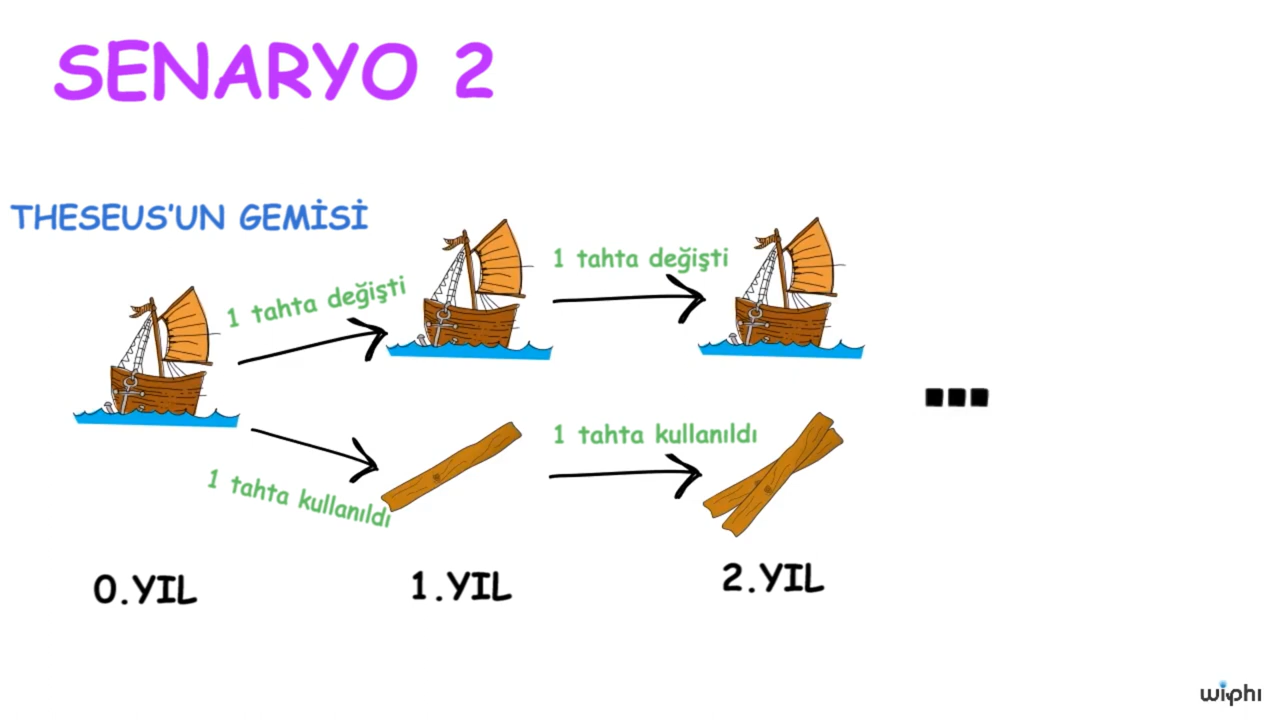 SENARYO 2
THESEUS'UN GEMİSİ
1 tahta değişti
1 tahta değişti
1 tahta kullanıldı
1 tahta kullanıldı
0.YIL
1.YIL
2.YIL
wiphi